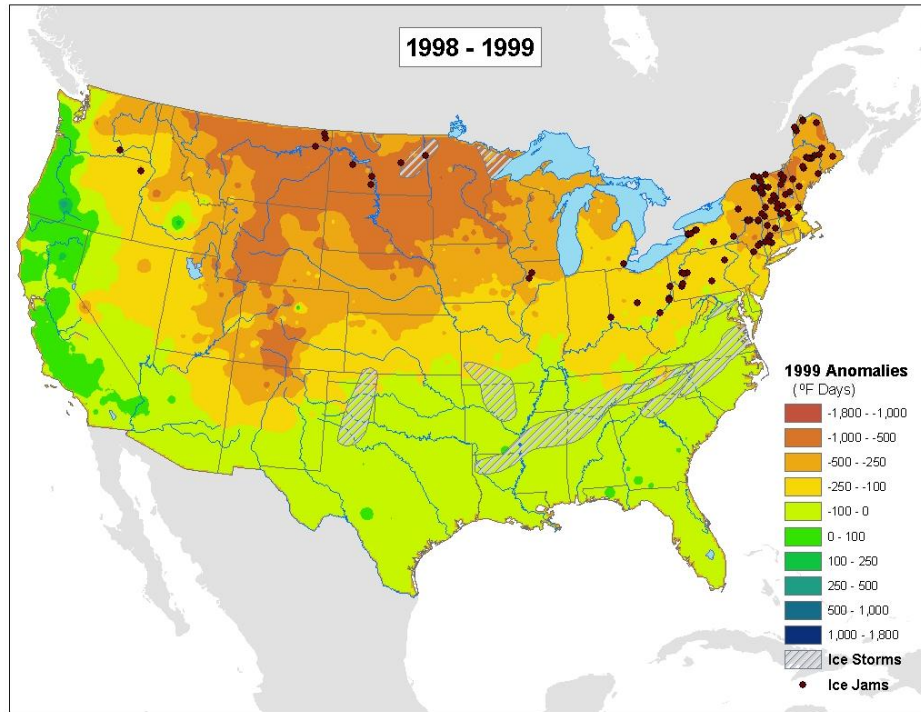 1998 - 1999
1999 Anomalies
(ºF Days)
-1,800 - -1,000
-1,000 - -500
-500 - -250
-250 - -100
-100 - 0
0 - 100
100 - 250
250 - 500
500 - 1,000
1,000 - 1,800
Ice Storms
Ice Jams